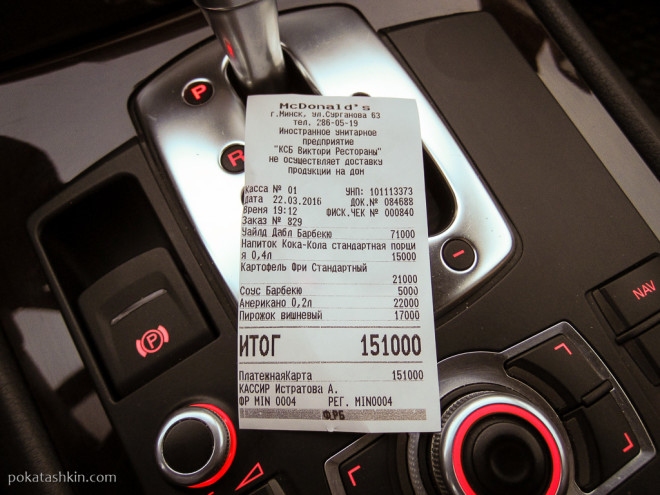 McDonald's
г.Минск, ул.Сурганова 63
тел. 286-05-19
Иностранное унитарное
предприятие
"КСБ Виктори Рестораны"
не осуществляет доставку
продукции на дом
Касса № 01 УНП: 101113373
Дата 22.03.2016 ДОК.№ 084688
Время 19:12 ФИСК.ЧЕК № 000840
Заказ № 829
Уайлд Дабл Барбекю 71000
Напиток Кока-Кола стандартная порци
я 0,4л 15000
Картофель Фри Стандартный
21000
Соус Барбекю 5000
Американо 0,2л 22000
Пирожок вишневый 17000
ИТОГ 151000
ПлатежнаяКарта 151000
КАССИР Истратова А.
ФР MIN 0004 РЕГ. MIN0004
ФРБ
P
R
NAV
P
pokatashkin.com